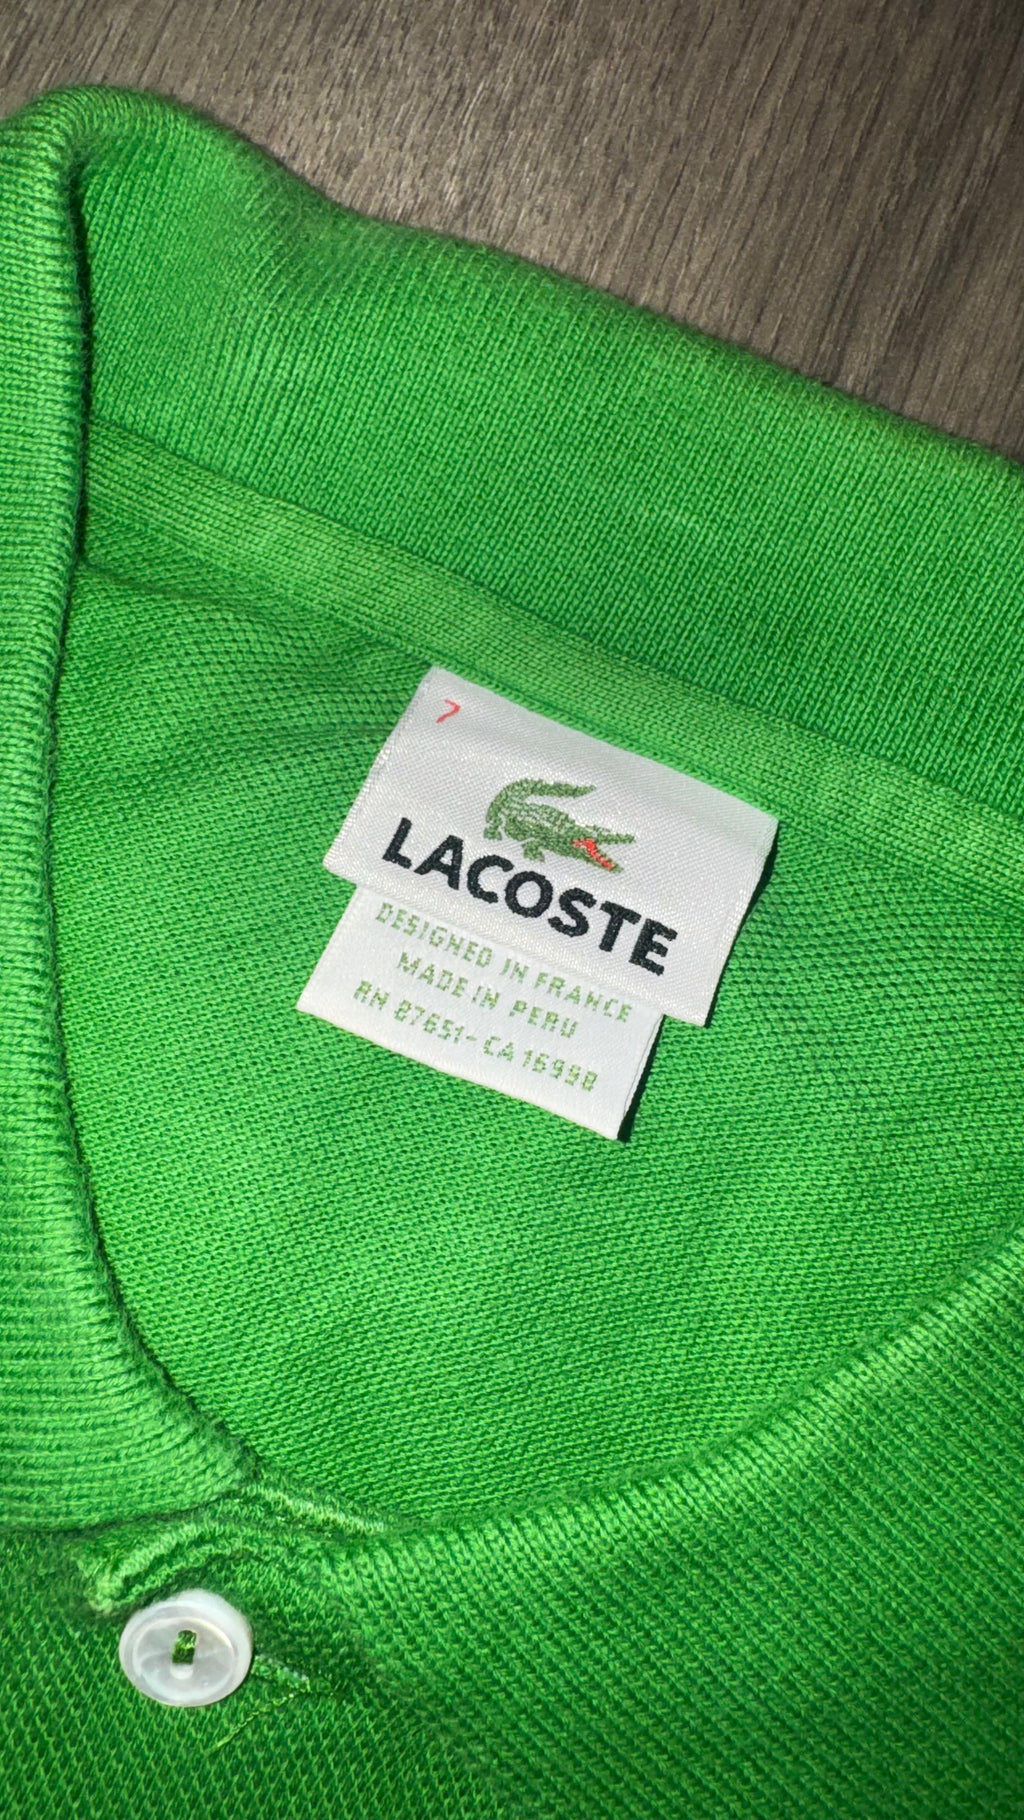 7
LACOSTE
DESIGNED IN FRANCE
MADE IN PERU
RN 87651-CA 16998